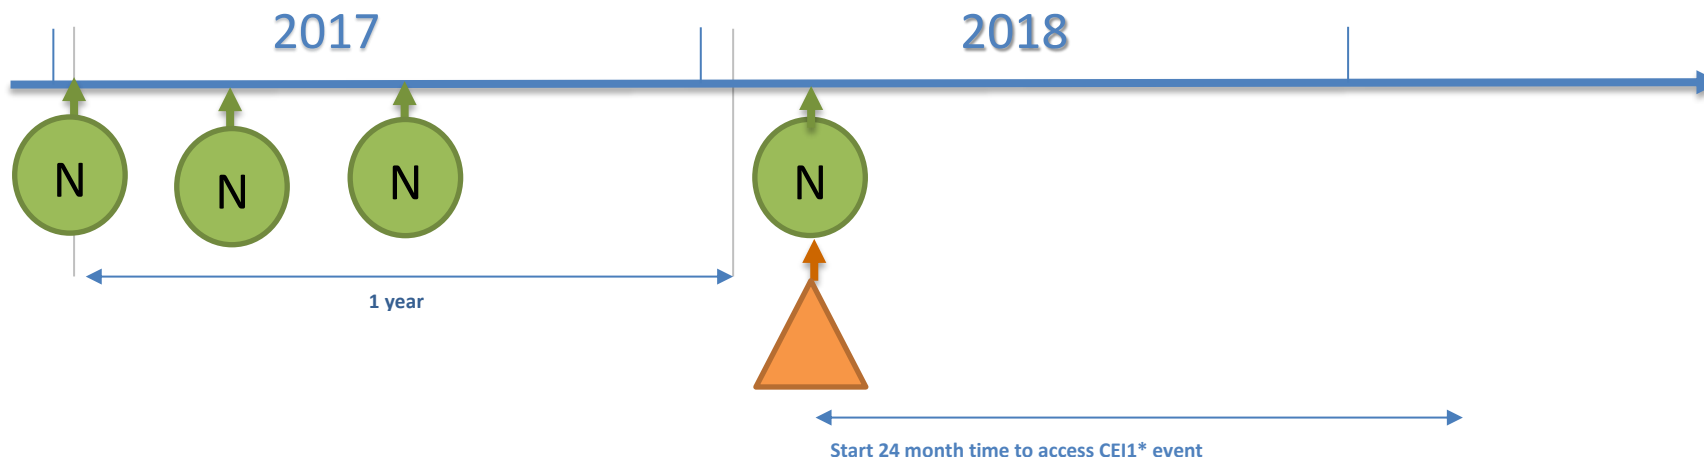 2017
2018
N
N
N
N
1 year
Start 24 month time to access CEI1* event